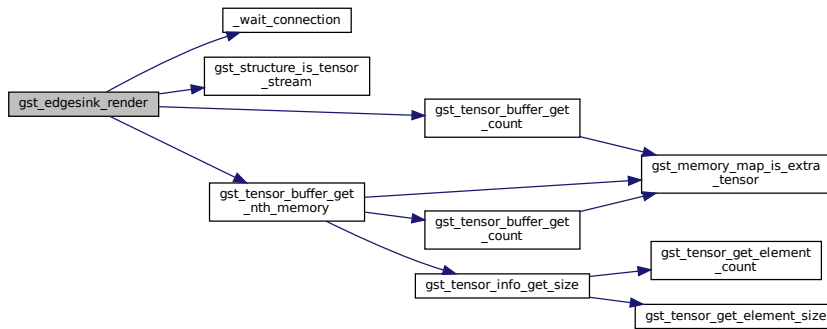 _wait_connection
gst_structure_is_tensor
_stream
gst_edgesink_render
gst_tensor_buffer_get
_count
gst_memory_map_is_extra
_tensor
gst_tensor_buffer_get
_nth_memory
gst_tensor_buffer_get
_count
gst_tensor_get_element
_count
gst_tensor_info_get_size
gst_tensor_get_element_size